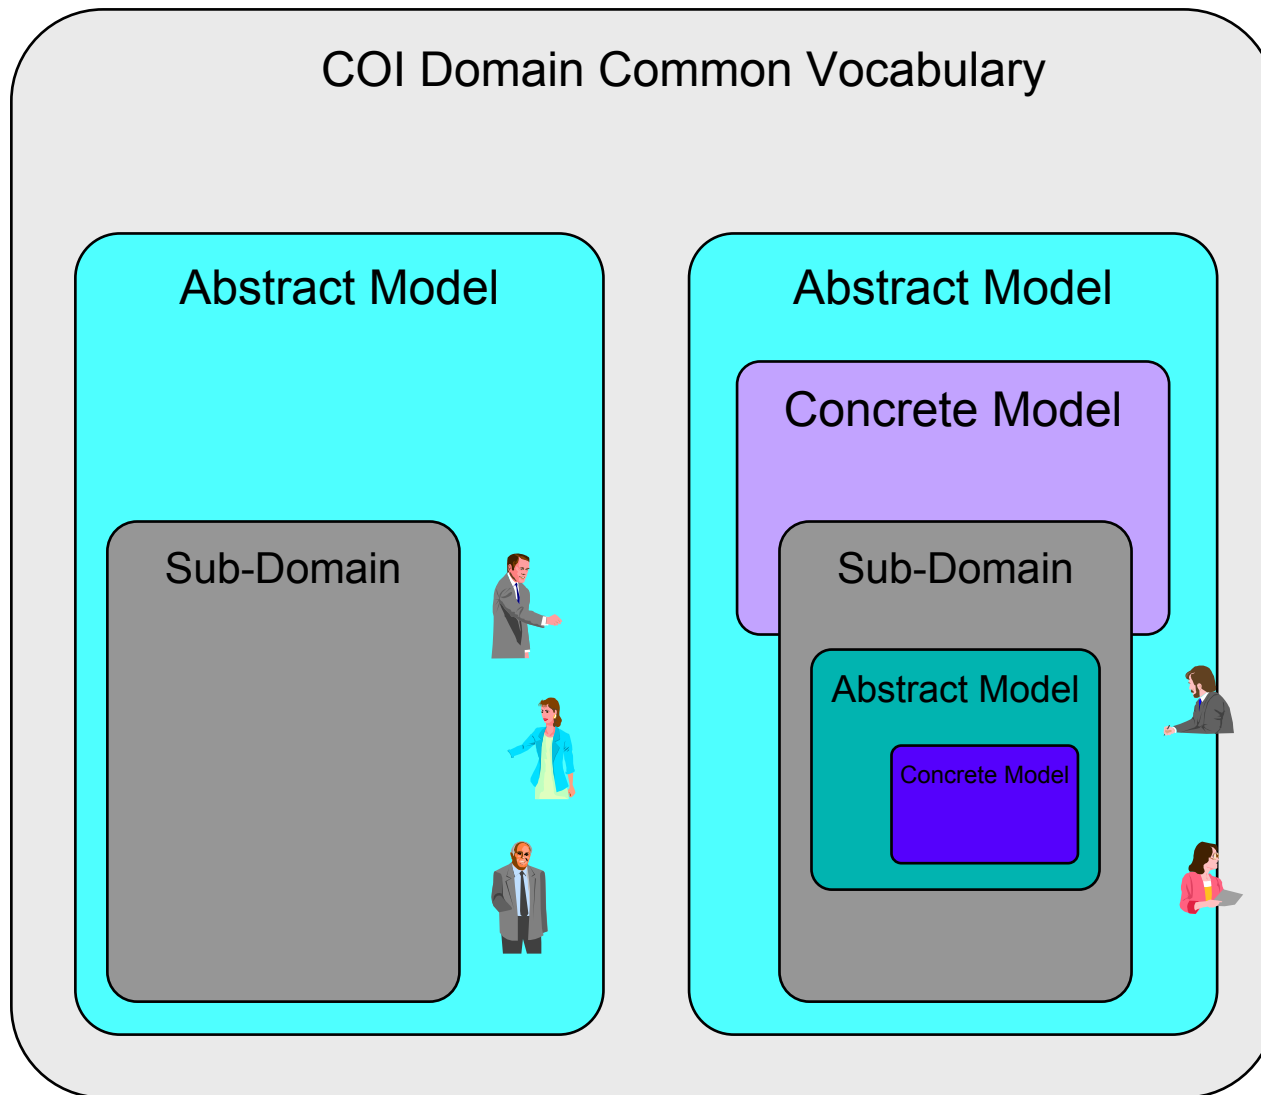 COI Domain Common Vocabulary
Abstract Model
Sub-Domain
Abstract Model
Concrete Model
Sub-Domain
Abstract Model
Concrete Model